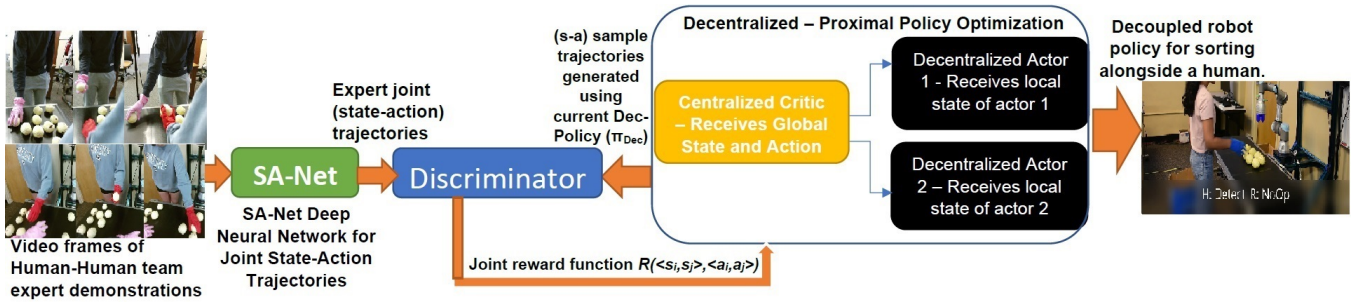 Video frames of
Human-Human team
expert demonstrations
SA-Net
SA-Net Deep
Neural Network for
Joint State-Action
Trajectories
Expert joint
(state-action)
trajectories
Discriminator
(s-a) sample
trajectories
generated
using
current Dec-
Policy (πDec)
Joint reward function R(<si,sj>,<ai,aj>)
Decentralized – Proximal Policy Optimization
Centralized Critic
– Receives Global
State and Action
Decentralized Actor
1 - Receives local
state of actor 1
Decentralized Actor
2 – Receives local
state of actor 2
Decoupled robot
policy for sorting
alongside a human.
H: Detect R: NoOp